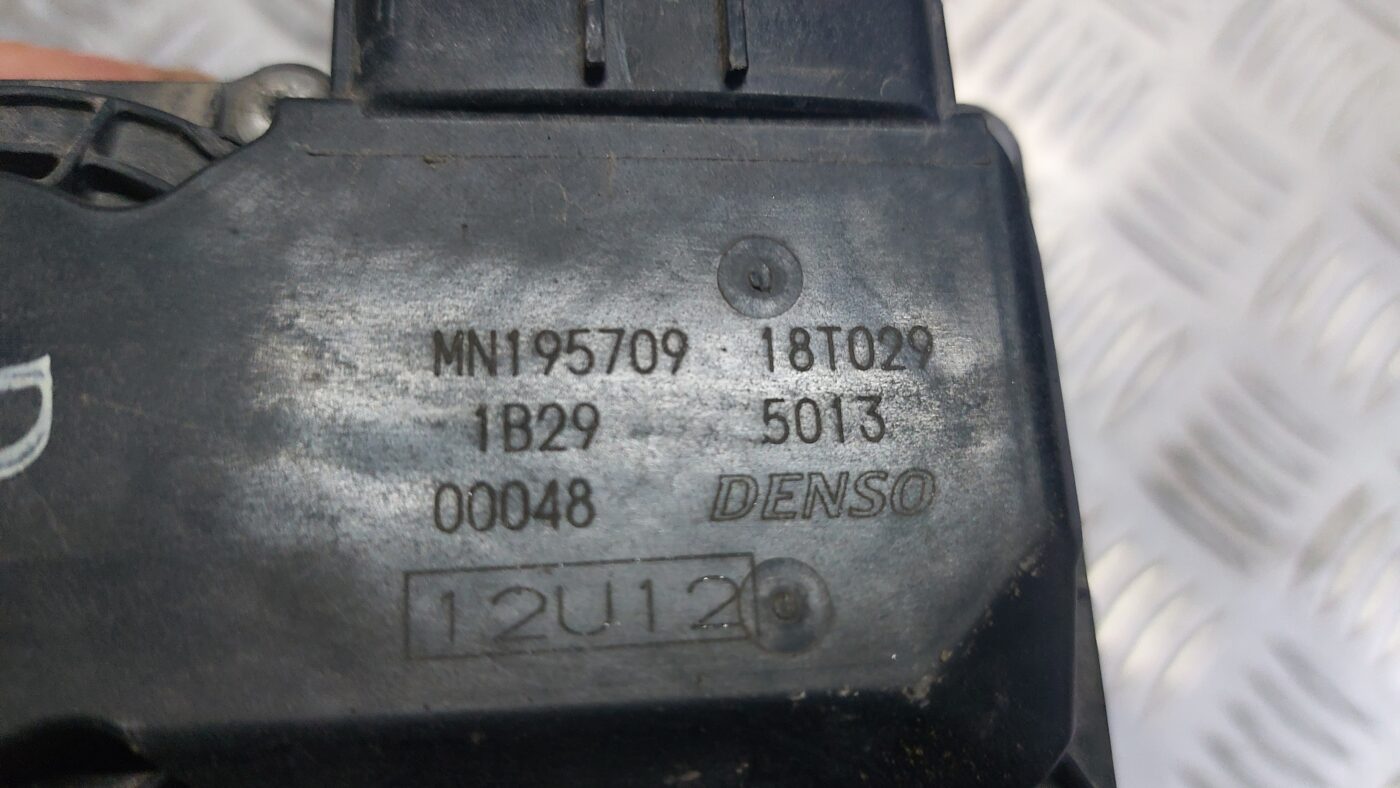 MN195709 18T029
1B29 5013
00048 DENSO
12U12
D